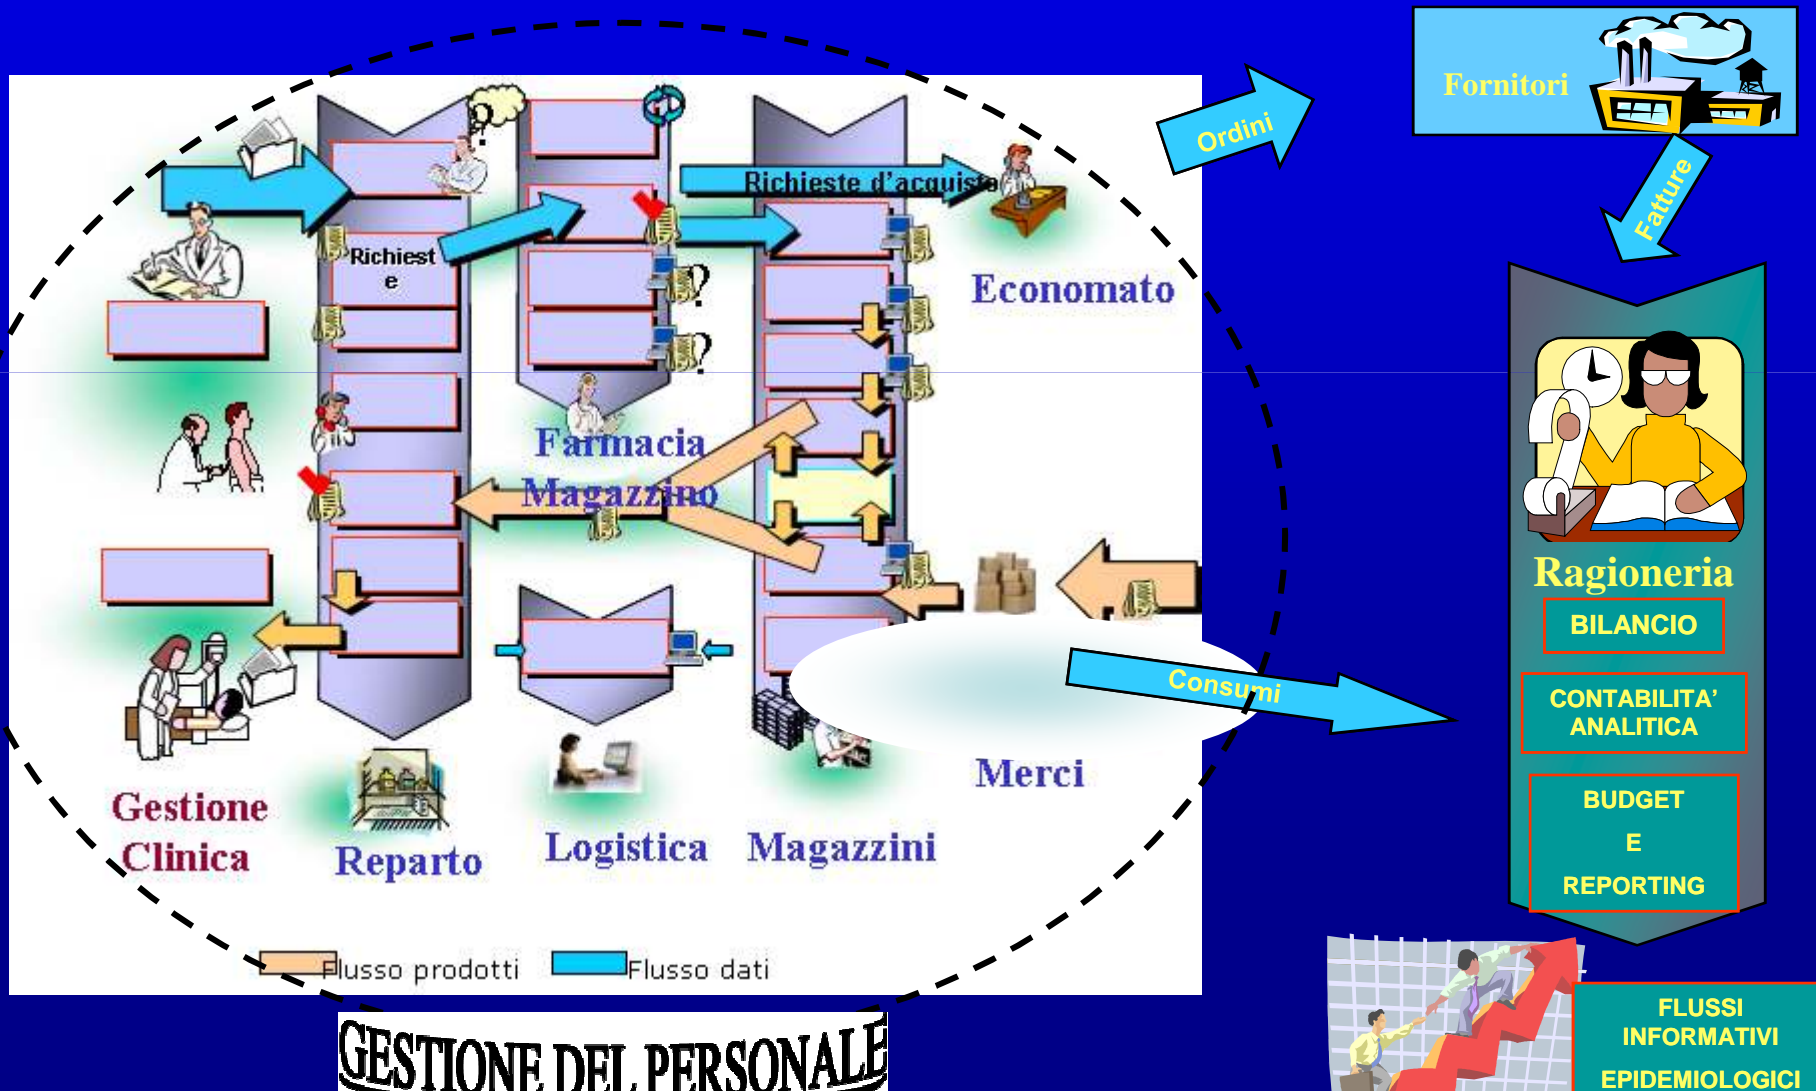 Fornitori
Ordini
Fatture
Richieste d'acquisto
Richiest
e
Economato
Farmacia
Magazzino
Ragioneria
BILANCIO
CONTABILITA’
ANALITICA
BUDGET
E
REPORTING
Consumi
Merci
Gestione
Clinica
Reparto
Logistica
Magazzini
Flusso prodotti
Flusso dati
GESTIONE DEL PERSONALE
FLUSSI
INFORMATIVI
EPIDEMIOLOGICI
? 
?
?